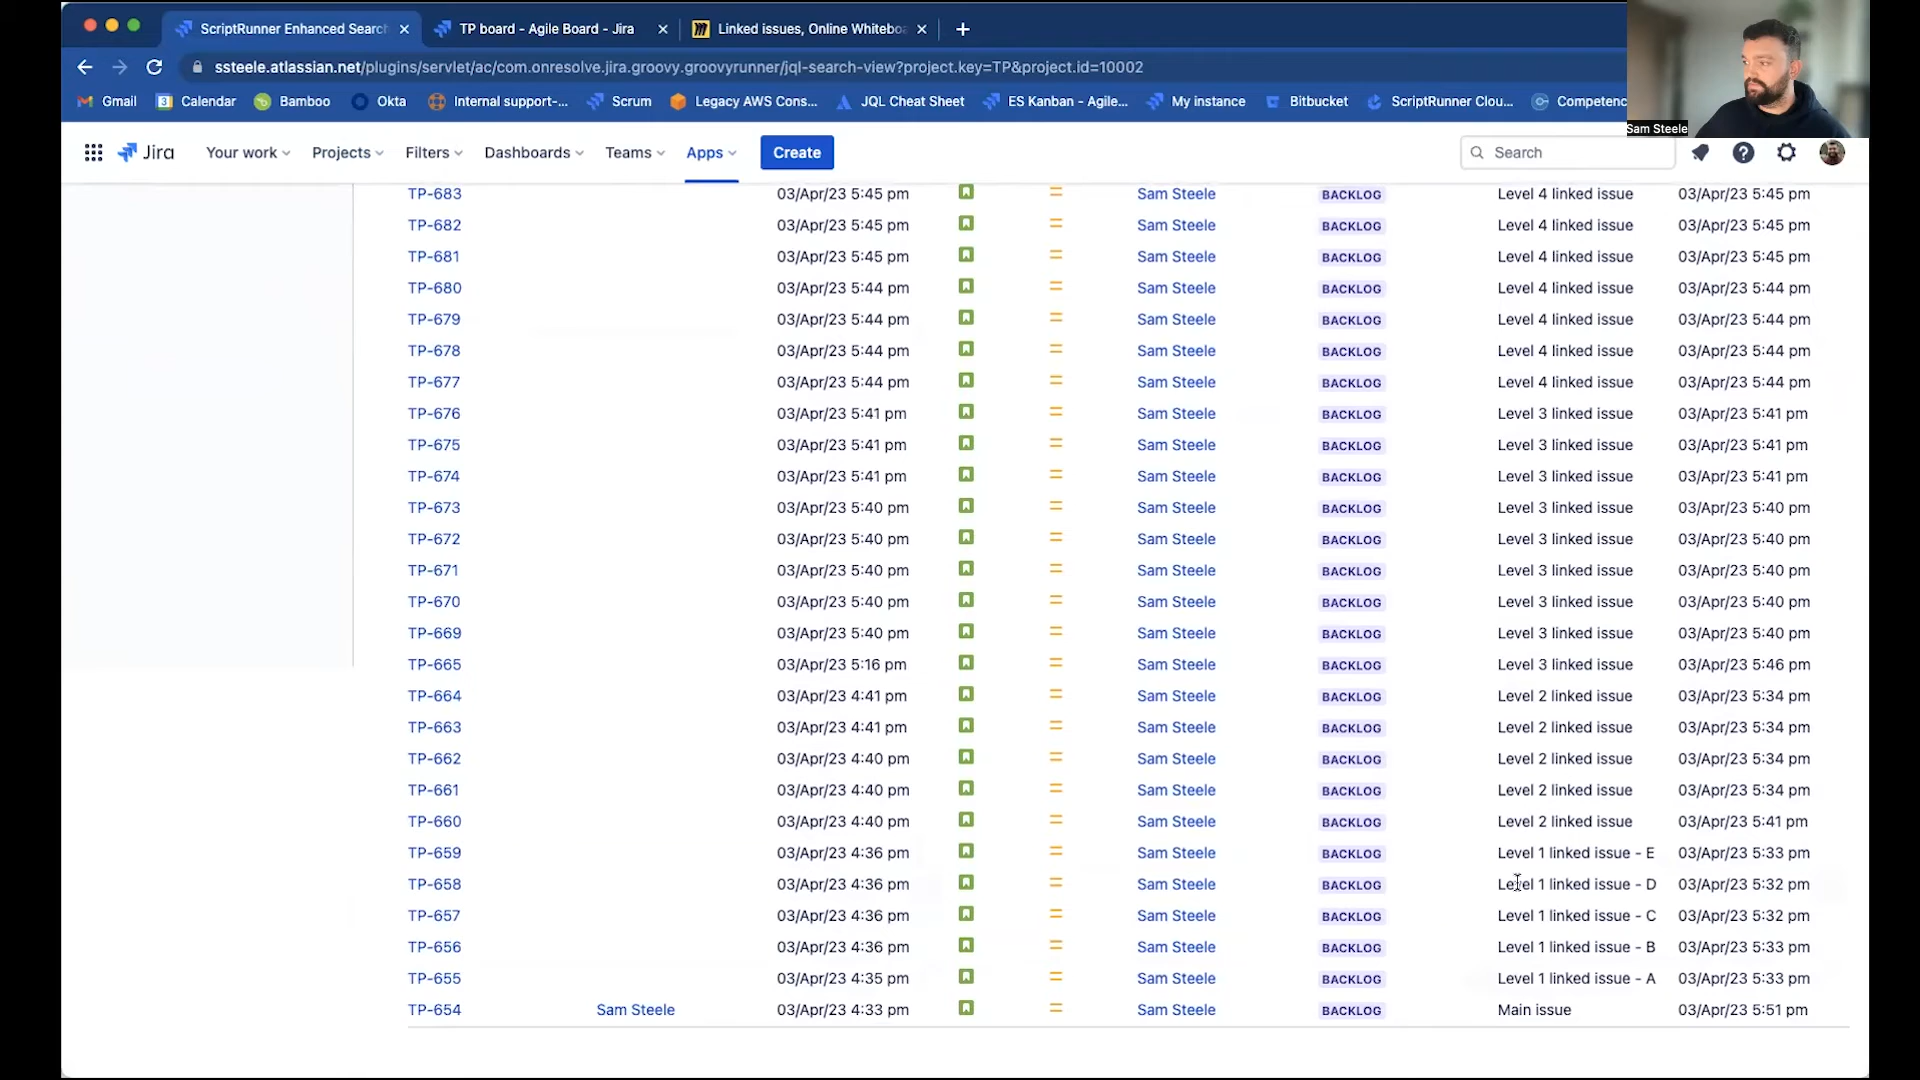 ScriptRunner Enhanced Search
TP board - Agile Board - Jira
Linked issues, Online Whiteboa
ssteele.atlassian.net/plugins/servlet/ac/com.onresolve.jira.groovy.groovyrunner/jql-search-view?project.key=TP&project.id=10002
Gmail 3 Calendar Bamboo Okta Internal support-... Scrum Legacy AWS Cons... JQL Cheat Sheet ES Kanban - Agile... My instance Bitbucket ScriptRunner Clou... Competenc
Sam Steele
Jira Your work Projects Filters Dashboards Teams Apps Create Search
TP-683 03/Apr/23 5:45 pm Sam Steele BACKLOG Level 4 linked issue 03/Apr/23 5:45 pm
TP-682 03/Apr/23 5:45 pm Sam Steele BACKLOG Level 4 linked issue 03/Apr/23 5:45 pm
TP-681 03/Apr/23 5:45 pm Sam Steele BACKLOG Level 4 linked issue 03/Apr/23 5:45 pm
TP-680 03/Apr/23 5:44 pm Sam Steele BACKLOG Level 4 linked issue 03/Apr/23 5:44 pm
TP-679 03/Apr/23 5:44 pm Sam Steele BACKLOG Level 4 linked issue 03/Apr/23 5:44 pm
TP-678 03/Apr/23 5:44 pm Sam Steele BACKLOG Level 4 linked issue 03/Apr/23 5:44 pm
TP-677 03/Apr/23 5:44 pm Sam Steele BACKLOG Level 4 linked issue 03/Apr/23 5:44 pm
TP-676 03/Apr/23 5:41 pm Sam Steele BACKLOG Level 3 linked issue 03/Apr/23 5:41 pm
TP-675 03/Apr/23 5:41 pm Sam Steele BACKLOG Level 3 linked issue 03/Apr/23 5:41 pm
TP-674 03/Apr/23 5:41 pm Sam Steele BACKLOG Level 3 linked issue 03/Apr/23 5:41 pm
TP-673 03/Apr/23 5:40 pm Sam Steele BACKLOG Level 3 linked issue 03/Apr/23 5:40 pm
TP-672 03/Apr/23 5:40 pm Sam Steele BACKLOG Level 3 linked issue 03/Apr/23 5:40 pm
TP-671 03/Apr/23 5:40 pm Sam Steele BACKLOG Level 3 linked issue 03/Apr/23 5:40 pm
TP-670 03/Apr/23 5:40 pm Sam Steele BACKLOG Level 3 linked issue 03/Apr/23 5:40 pm
TP-669 03/Apr/23 5:40 pm Sam Steele BACKLOG Level 3 linked issue 03/Apr/23 5:40 pm
TP-665 03/Apr/23 5:16 pm Sam Steele BACKLOG Level 3 linked issue 03/Apr/23 5:46 pm
TP-664 03/Apr/23 4:41 pm Sam Steele BACKLOG Level 2 linked issue 03/Apr/23 5:34 pm
TP-663 03/Apr/23 4:41 pm Sam Steele BACKLOG Level 2 linked issue 03/Apr/23 5:34 pm
TP-662 03/Apr/23 4:40 pm Sam Steele BACKLOG Level 2 linked issue 03/Apr/23 5:34 pm
TP-661 03/Apr/23 4:40 pm Sam Steele BACKLOG Level 2 linked issue 03/Apr/23 5:34 pm
TP-660 03/Apr/23 4:40 pm Sam Steele BACKLOG Level 2 linked issue 03/Apr/23 5:41 pm
TP-659 03/Apr/23 4:36 pm Sam Steele BACKLOG Level 1 linked issue - E 03/Apr/23 5:33 pm
TP-658 03/Apr/23 4:36 pm Sam Steele BACKLOG Level 1 linked issue - D 03/Apr/23 5:32 pm
TP-657 03/Apr/23 4:36 pm Sam Steele BACKLOG Level 1 linked issue - C 03/Apr/23 5:32 pm
TP-656 03/Apr/23 4:36 pm Sam Steele BACKLOG Level 1 linked issue - B 03/Apr/23 5:33 pm
TP-655 03/Apr/23 4:35 pm Sam Steele BACKLOG Level 1 linked issue - A 03/Apr/23 5:33 pm
TP-654 Sam Steele 03/Apr/23 4:33 pm Sam Steele BACKLOG Main issue 03/Apr/23 5:51 pm